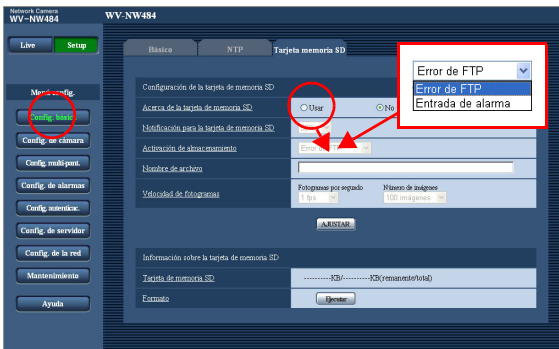 Network Camera
WV-NW484
WV-NW484
Live Setup
Básico NTP Tarjeta memoria SD
Menú config.
Config. básica
Config. de cámara
Config. multi-pant.
Config. de alarmas
Config. autenticac.
Config. de servidor
Config. de la red
Mantenimiento
Ayuda
Configuración de la tarjeta de memoria SD
Acerca de la tarjeta de memoria SD Usar No
Notificación para la tarjeta de memoria SD
Activación de almacenamiento Error de FTP
Nombre de archivo
Velocidad de fotogramas
Fotogramas por segundo Número de imágenes
1 fps 100 imágenes
AJUSTAR
Información sobre la tarjeta de memoria SD
Tarjeta de memoria SD ----------KB/----------KB(remanente/total)
Formato Ejecutar
Error de FTP
Error de FTP
Entrada de alarma